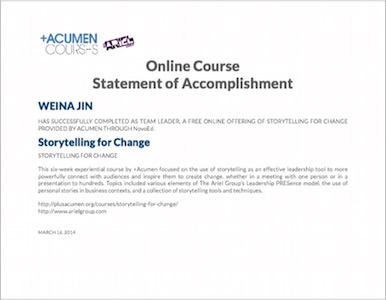 +ACUMEN
COURSES
ARIEL
Online Course
Statement of Accomplishment
WEINA JIN
HAS SUCCESSFULLY COMPLETED AS TEAM LEADER, A FREE ONLINE OFFERING OF STORYTELLING FOR CHANGE
PROVIDED BY ACUMEN THROUGH NovoEd.
Storytelling for Change
STORYTELLING FOR CHANGE
This six-week experiential course by +Acumen focused on the use of storytelling as an effective leadership tool to more
powerfully connect with audiences and inspire them to create change, whether in a meeting with one person or in a
presentation to hundreds. Topics included various elements of The Ariel Group's Leadership PRESence model, the use of
personal stories in business contexts, and a collection of storytelling tools and techniques.
http://plusacumen.org/courses/storytelling-for-change/
http://www.arielgroup.com
MARCH 16, 2014